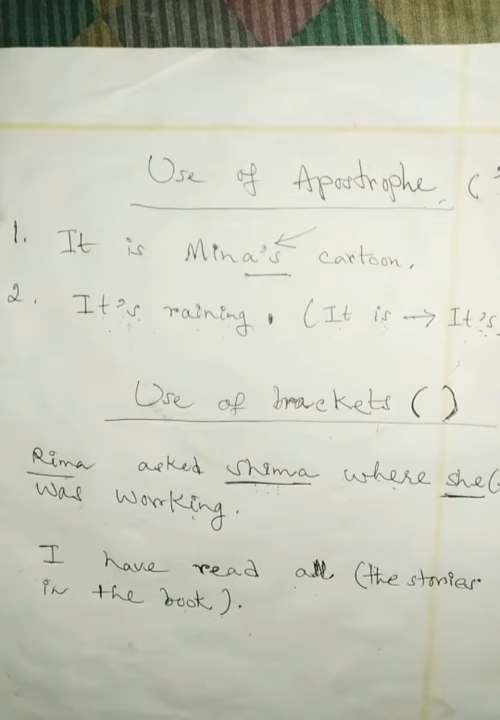 Use of Apostrophe (’
1. It is Mina's cartoon.
2. It's raining. (It is → It's
Use of brackets ( )
Rima asked Shima where she (
was working.
I have read all (the stories
in the book).